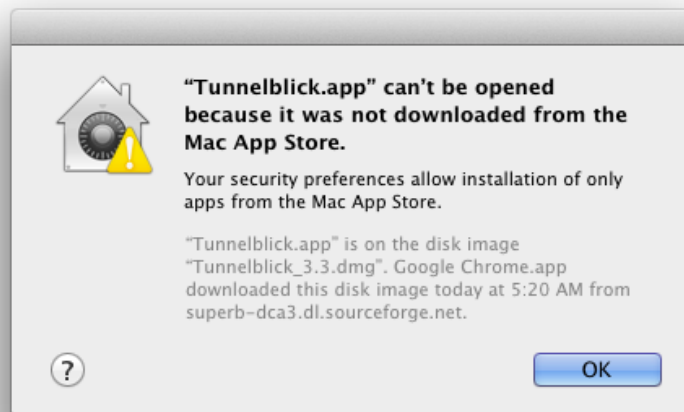 “Tunnelblick.app” can’t be opened
because it was not downloaded from the
Mac App Store.
Your security preferences allow installation of only
apps from the Mac App Store.
“Tunnelblick.app” is on the disk image
“Tunnelblick_3.3.dmg”. Google Chrome.app
downloaded this disk image today at 5:20 AM from
superb-dca3.dl.sourceforge.net.
?
OK